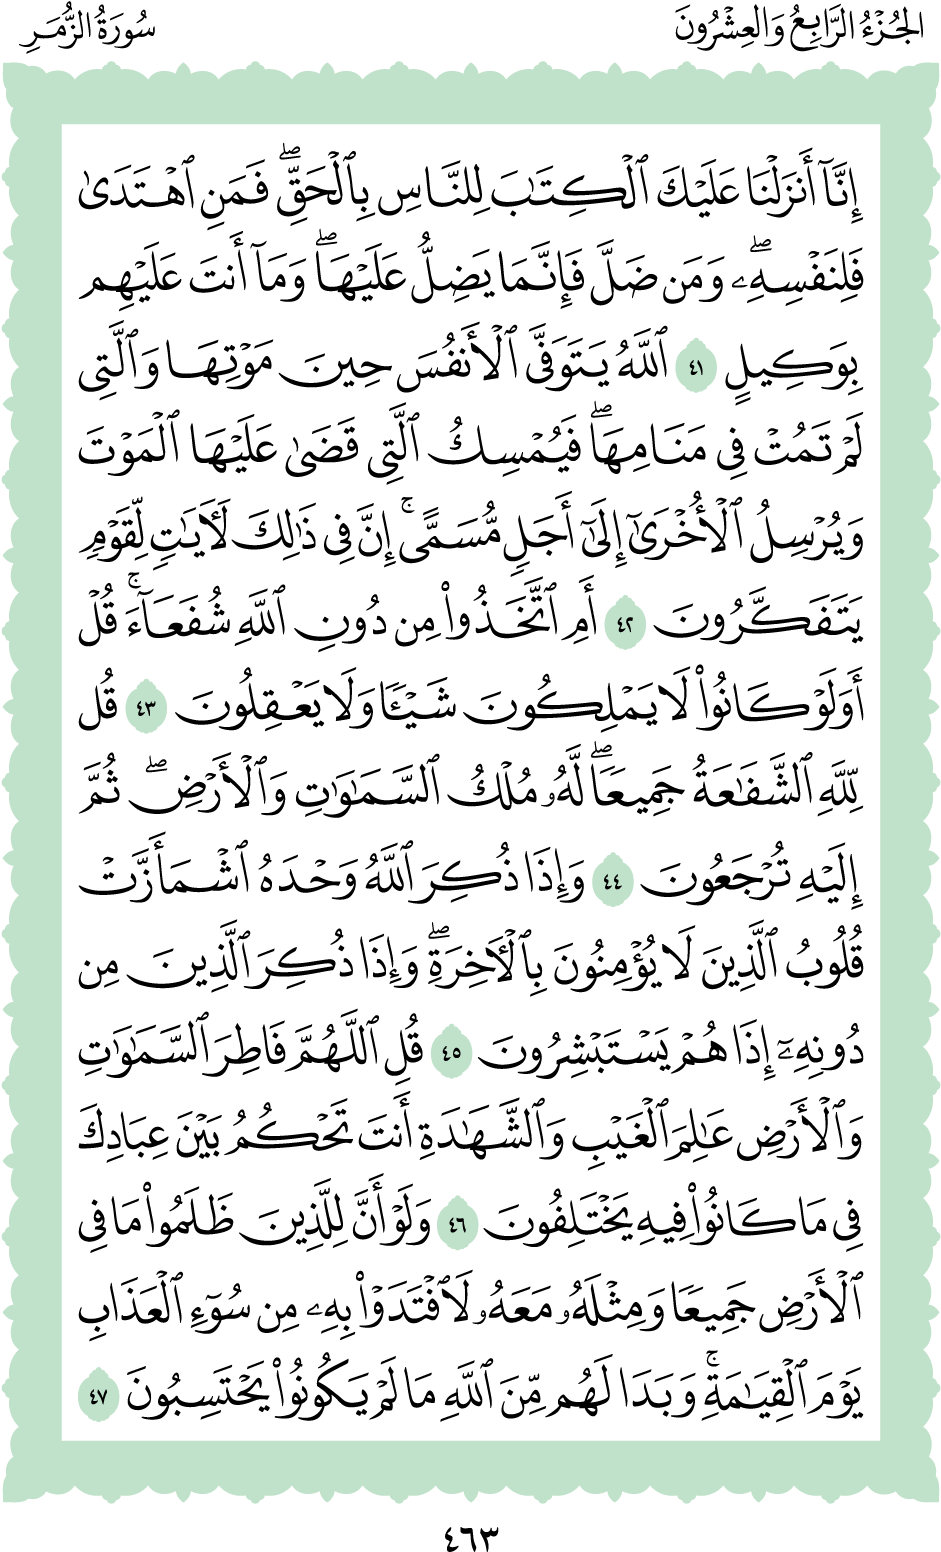 الجُزْءُ الرَّابِعُ وَالعِشْرُونَ
سُورَةُ الزُّمَرِ
إِنَّآ أَنزَلْنَا عَلَيْكَ ٱلْكِتَٰبَ لِلنَّاسِ بِٱلْحَقِّۖ فَمَنِ ٱهْتَدَىٰ
فَلِنَفْسِهِۦۖ وَمَن ضَلَّ فَإِنَّمَا يَضِلُّ عَلَيْهَاۖ وَمَآ أَنتَ عَلَيْهِم
بِوَكِيلٍ ٤١ ٱللَّهُ يَتَوَفَّى ٱلْأَنفُسَ حِينَ مَوْتِهَا وَٱلَّتِي
لَمْ تَمُتْ فِي مَنَامِهَاۖ فَيُمْسِكُ ٱلَّتِي قَضَىٰ عَلَيْهَا ٱلْمَوْتَ
وَيُرْسِلُ ٱلْأُخْرَىٰٓ إِلَىٰٓ أَجَلٍ مُّسَمًّىۚ إِنَّ فِي ذَٰلِكَ لَأٓيَٰتٍ لِّقَوْمٍ
يَتَفَكَّرُونَ ٤٢ أَمِ ٱتَّخَذُوا۟ مِن دُونِ ٱللَّهِ شُفَعَآءَۚ قُلْ
أَوَلَوْ كَانُوا۟ لَا يَمْلِكُونَ شَيْـًٔا وَلَا يَعْقِلُونَ ٤٣ قُل
لِّلَّهِ ٱلشَّفَٰعَةُ جَمِيعًاۖ لَّهُۥ مُلْكُ ٱلسَّمَٰوَٰتِ وَٱلْأَرْضِۖ ثُمَّ
إِلَيْهِ تُرْجَعُونَ ٤٤ وَإِذَا ذُكِرَ ٱللَّهُ وَحْدَهُ ٱشْمَأَزَّتْ
قُلُوبُ ٱلَّذِينَ لَا يُؤْمِنُونَ بِٱلْأٓخِرَةِۖ وَإِذَا ذُكِرَ ٱلَّذِينَ مِن
دُونِهِۦٓ إِذَا هُمْ يَسْتَبْشِرُونَ ٤٥ قُلِ ٱللَّهُمَّ فَاطِرَ ٱلسَّمَٰوَٰتِ
وَٱلْأَرْضِ عَٰلِمَ ٱلْغَيْبِ وَٱلشَّهَٰدَةِ أَنتَ تَحْكُمُ بَيْنَ عِبَادِكَ
فِي مَا كَانُوا۟ فِيهِ يَخْتَلِفُونَ ٤٦ وَلَوْ أَنَّ لِلَّذِينَ ظَلَمُوا۟ مَا فِي
ٱلْأَرْضِ جَمِيعًا وَمِثْلَهُۥ مَعَهُۥ لَٱفْتَدَوْا۟ بِهِۦ مِن سُوٓءِ ٱلْعَذَابِ
يَوْمَ ٱلْقِيَٰمَةِۚ وَبَدَا لَهُم مِّنَ ٱللَّهِ مَا لَمْ يَكُونُوا۟ يَحْتَسِبُونَ ٤٧
٤٦٣